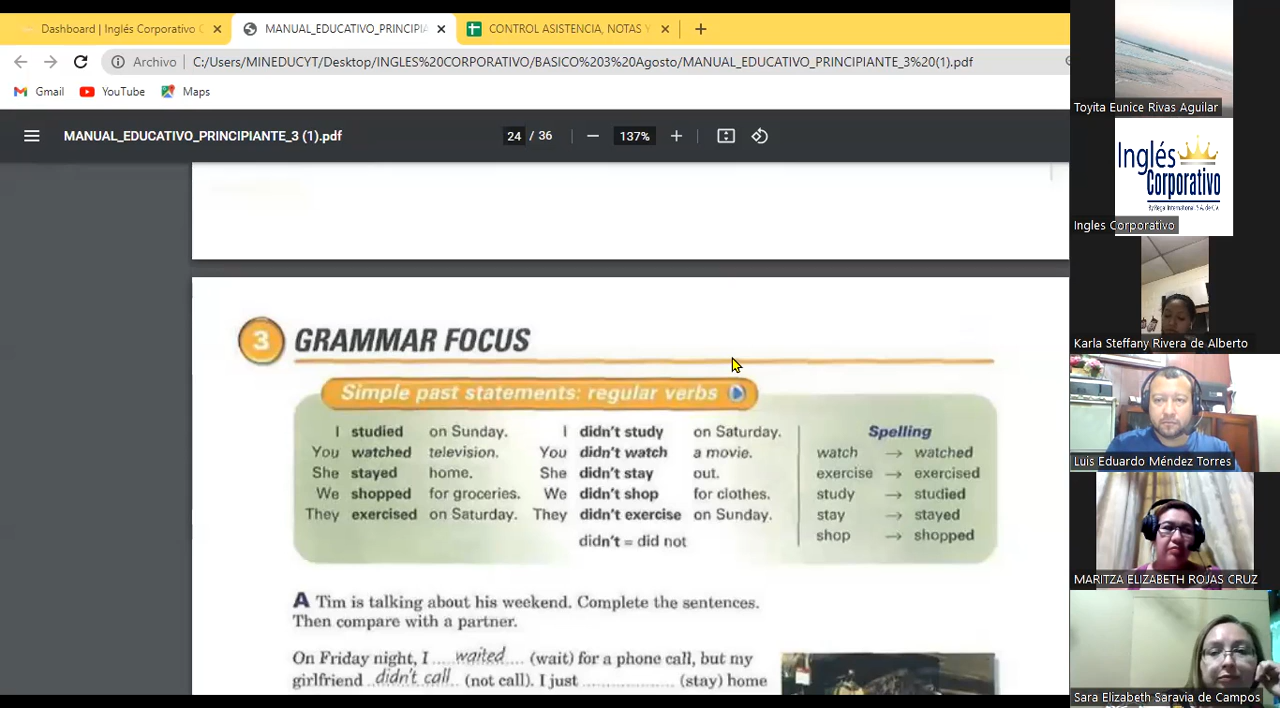 Dashboard | Inglés Corporativo
MANUAL_EDUCATIVO_PRINCIPIA
CONTROL ASISTENCIA, NOTAS Y
Archivo
C:/Users/MINEDUCYT/Desktop/INGLES%20CORPORATIVO/BASICO%203%20Agosto/MANUAL_EDUCATIVO_PRINCIPIANTE_3%20(1).pdf
Gmail
YouTube
Maps
MANUAL_EDUCATIVO_PRINCIPIANTE_3 (1).pdf
24 / 36
137%
3 GRAMMAR FOCUS
Simple past statements: regular verbs
I studied on Sunday. I didn't study on Saturday.
You watched television. You didn't watch a movie.
She stayed home. She didn't stay out.
We shopped for groceries. We didn't shop for clothes.
They exercised on Saturday. They didn't exercise on Sunday.
didn't = did not
Spelling
watch → watched
exercise → exercised
study → studied
stay → stayed
shop → shopped
A Tim is talking about his weekend. Complete the sentences.
Then compare with a partner.
On Friday night, I waited (wait) for a phone call, but my
girlfriend didn't call (not call). I just (stay) home
Toyita Eunice Rivas Aguilar
Inglés
Corporativo
Ingles Corporativo
Karla Steffany Rivera de Alberto
Luis Eduardo Méndez Torres
MARITZA ELIZABETH ROJAS CRUZ
Sara Elizabeth Saravia de Campos